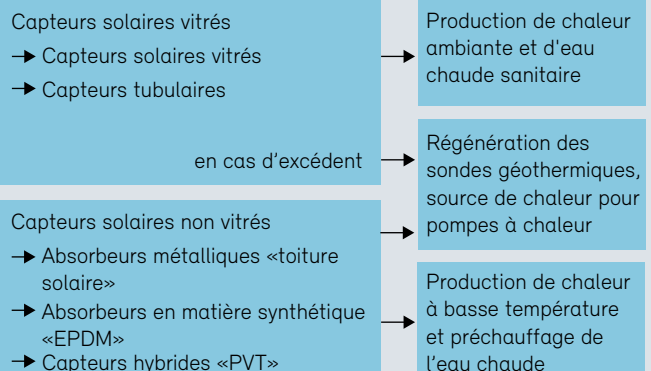 Capteurs solaires vitrés
Capteurs solaires vitrés
Capteurs tubulaires
en cas d'excédent
Production de chaleur
ambiante et d'eau
chaude sanitaire
Régénération des
sondes géothermiques,
source de chaleur pour
pompes à chaleur
Capteurs solaires non vitrés
Absorbeurs métalliques «toiture
solaire»
Absorbeurs en matière synthétique
«EPDM»
Capteurs hybrides «PVT»
Production de chaleur
à basse température
et préchauffage de
l'eau chaude